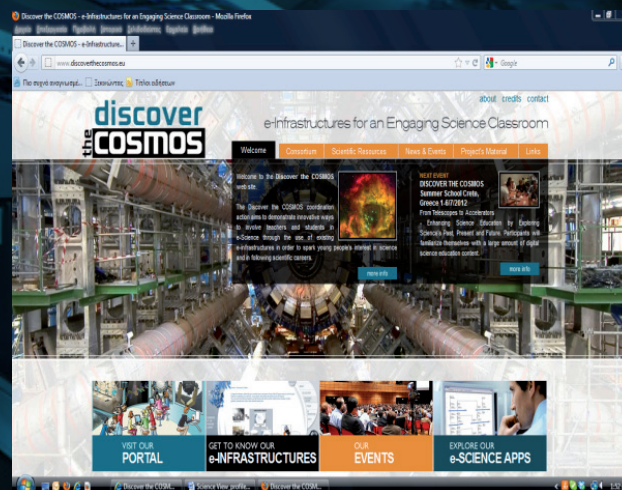 Discover the COSMOS - e-Infrastructures for an Engaging Science Classroom - Mozilla Firefox
Discover the COSMOS - e-Infrastructure...
www.discoverthecosmos.eu
Google
about credits contact
discover
the COSMOS
e-Infrastructures for an Engaging Science Classroom
Welcome Consortium Scientific Resources News & Events Project's Material Links
Welcome to the Discover the COSMOS
web site.
The Discover the COSMOS coordination
action aims to demonstrate innovative ways
to involve teachers and students in
e-Science through the use of existing
e-infrastructures in order to spark young people's interest in science
and in following scientific careers.
more info
NEXT EVENT
DISCOVER THE COSMOS
Summer School Crete,
Greece 1-8/7/2012
From Telescopes to Accelerators
- Enhancing Science Education by Exploring
Science's Past, Present and Future. Participants will
familiarize themselves with a large amount of digital
science education content.
more info
VISIT OUR
PORTAL
GET TO KNOW OUR
e-INFRASTRUCTURES
OUR
EVENTS
EXPLORE OUR
e-SCIENCE APPS
Discover the COSM...
Science View_profile...
Discover the COSM...
1:52